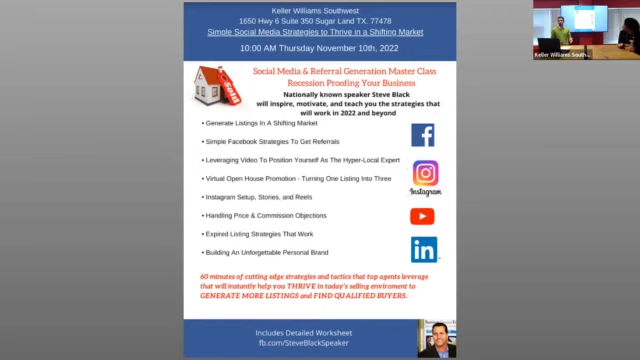 Keller Williams Southwest
1650 Hwy 6 Suite 350 Sugar Land TX. 77478
Simple Social Media Strategies to Thrive in a Shifting Market
10:00 AM Thursday November 10th, 2022
Sold
Social Media & Referral Generation Master Class
Recession Proofing Your Business
Nationally known speaker Steve Black
will inspire, motivate, and teach you the strategies that
will work in 2022 and beyond
• Generate Listings In A Shifting Market
• Simple Facebook Strategies To Get Referrals
• Leveraging Video To Position Yourself As The Hyper-Local Expert
• Virtual Open House Promotion - Turning One Listing Into Three
• Instagram Setup, Stories, and Reels
• Handling Price & Commission Objections
• Expired Listing Strategies That Work
• Building An Unforgettable Personal Brand
f
Instagram
in
60 minutes of cutting edge strategies and tactics that top agents leverage
that will instantly help you THRIVE in today's selling enviroment to
GENERATE MORE LISTINGS and FIND QUALIFIED BUYERS.
Includes Detailed Worksheet
fb.com/SteveBlackSpeaker
Keller Williams South...